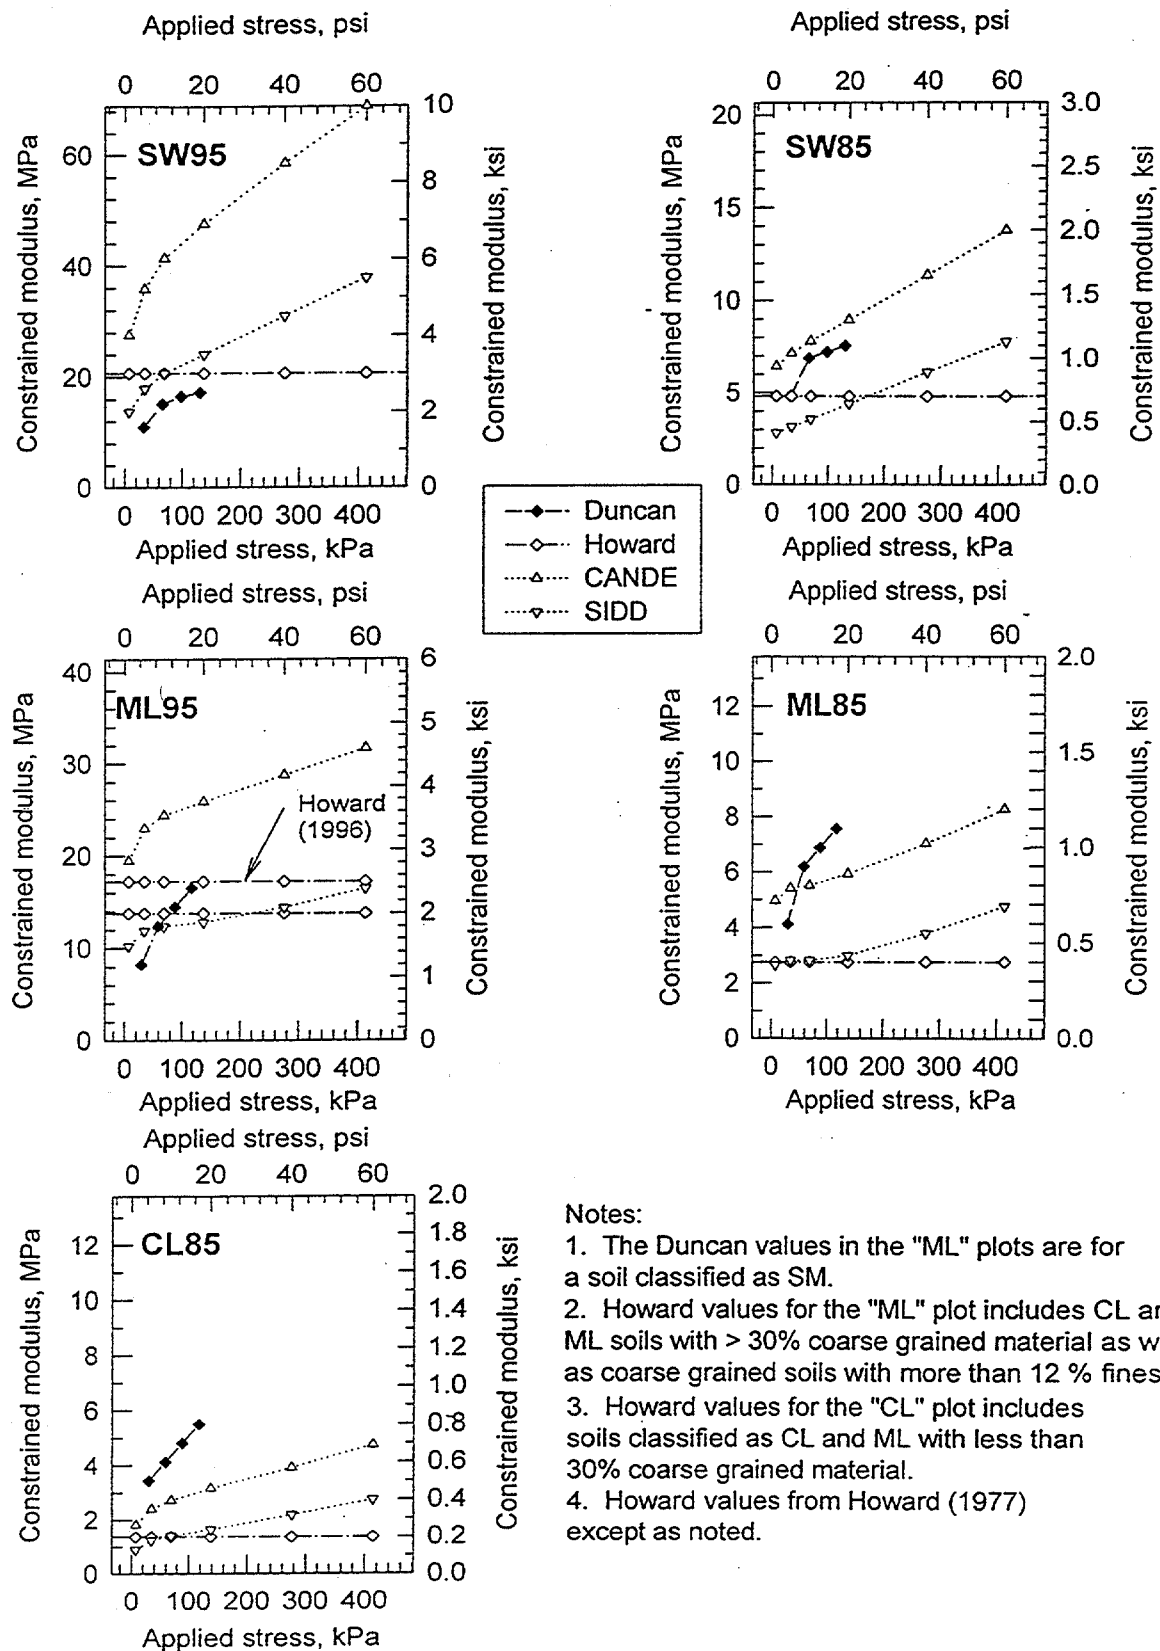 Applied stress, psi
0 20 40 60
SW95
Constrained modulus, MPa
60
40
20
0
10
8
6
4
2
0
Constrained modulus, ksi
0 100 200 300 400
Applied stress, kPa
Applied stress, psi
0 20 40 60
SW85
Constrained modulus, MPa
20
15
10
5
0
3.0
2.5
2.0
1.5
1.0
0.5
0.0
Constrained modulus, ksi
0 100 200 300 400
Applied stress, kPa
Duncan
Howard
CANDE
SIDD
Applied stress, psi
0 20 40 60
ML95
Constrained modulus, MPa
40
30
20
10
0
Howard
(1996)
6
5
4
3
2
1
0
Constrained modulus, ksi
0 100 200 300 400
Applied stress, kPa
Applied stress, psi
0 20 40 60
ML85
Constrained modulus, MPa
12
10
8
6
4
2
0
2.0
1.5
1.0
0.5
0.0
Constrained modulus, ksi
0 100 200 300 400
Applied stress, kPa
Applied stress, psi
0 20 40 60
CL85
Constrained modulus, MPa
12
10
8
6
4
2
0
2.0
1.8
1.6
1.4
1.2
1.0
0.8
0.6
0.4
0.2
0.0
Constrained modulus, ksi
0 100 200 300 400
Applied stress, kPa
Notes:
1. The Duncan values in the "ML" plots are for
a soil classified as SM.
2. Howard values for the "ML" plot includes CL
ML soils with > 30% coarse grained material as
as coarse grained soils with more than 12 % fines
3. Howard values for the "CL" plot includes
soils classified as CL and ML with less than
30% coarse grained material.
4. Howard values from Howard (1977)
except as noted.